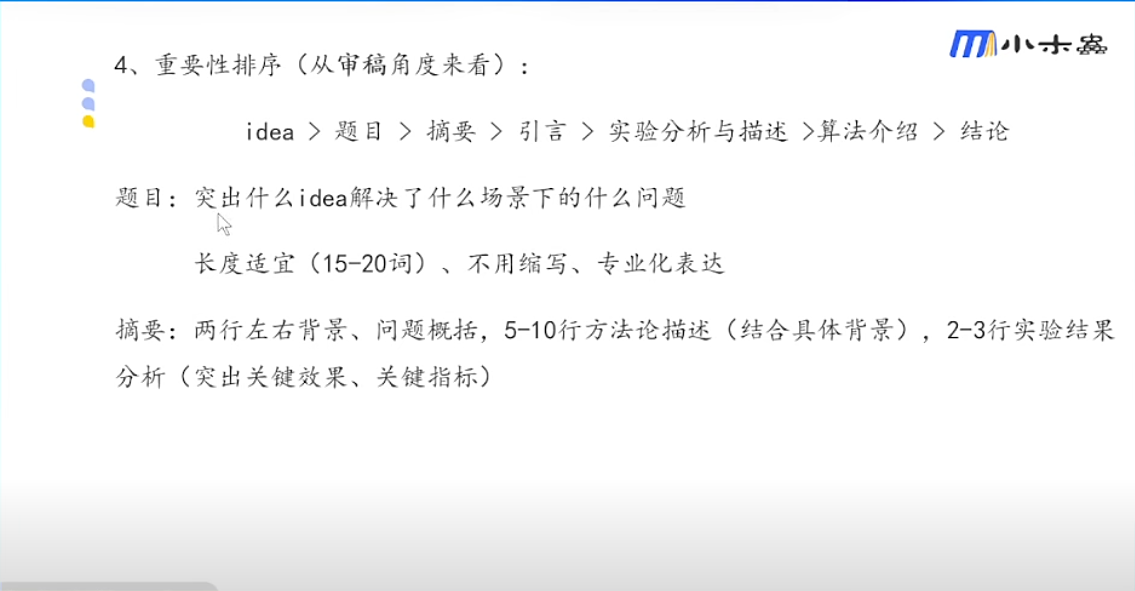 小木虫
4、重要性排序（从审稿角度来看）：
idea > 题目 > 摘要 > 引言 > 实验分析与描述 >算法介绍 > 结论
题目：突出什么idea解决了什么场景下的什么问题
长度适宜（15-20词）、不用缩写、专业化表达
摘要：两行左右背景、问题概括，5-10行方法论描述（结合具体背景），2-3行实验结果
分析（突出关键效果、关键指标）